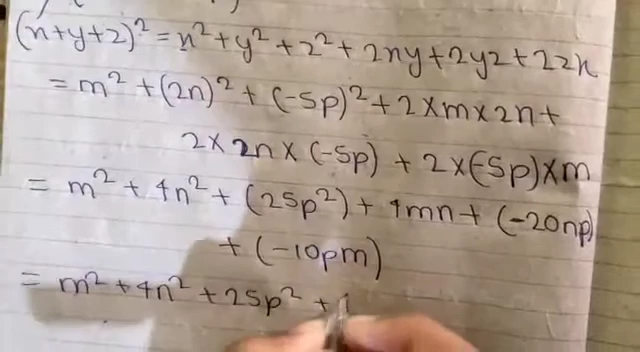 (x+y+z)² = x²+y²+z²+2xy+2yz+2zx
= m²+(2n)²+(-5p)²+2×m×2n+
2×2n×(-5p)+2×(-5p)×m
= m²+4n²+(25p²)+4mn+(-20np)
+(-10pm)
= m²+4n²+25p²+